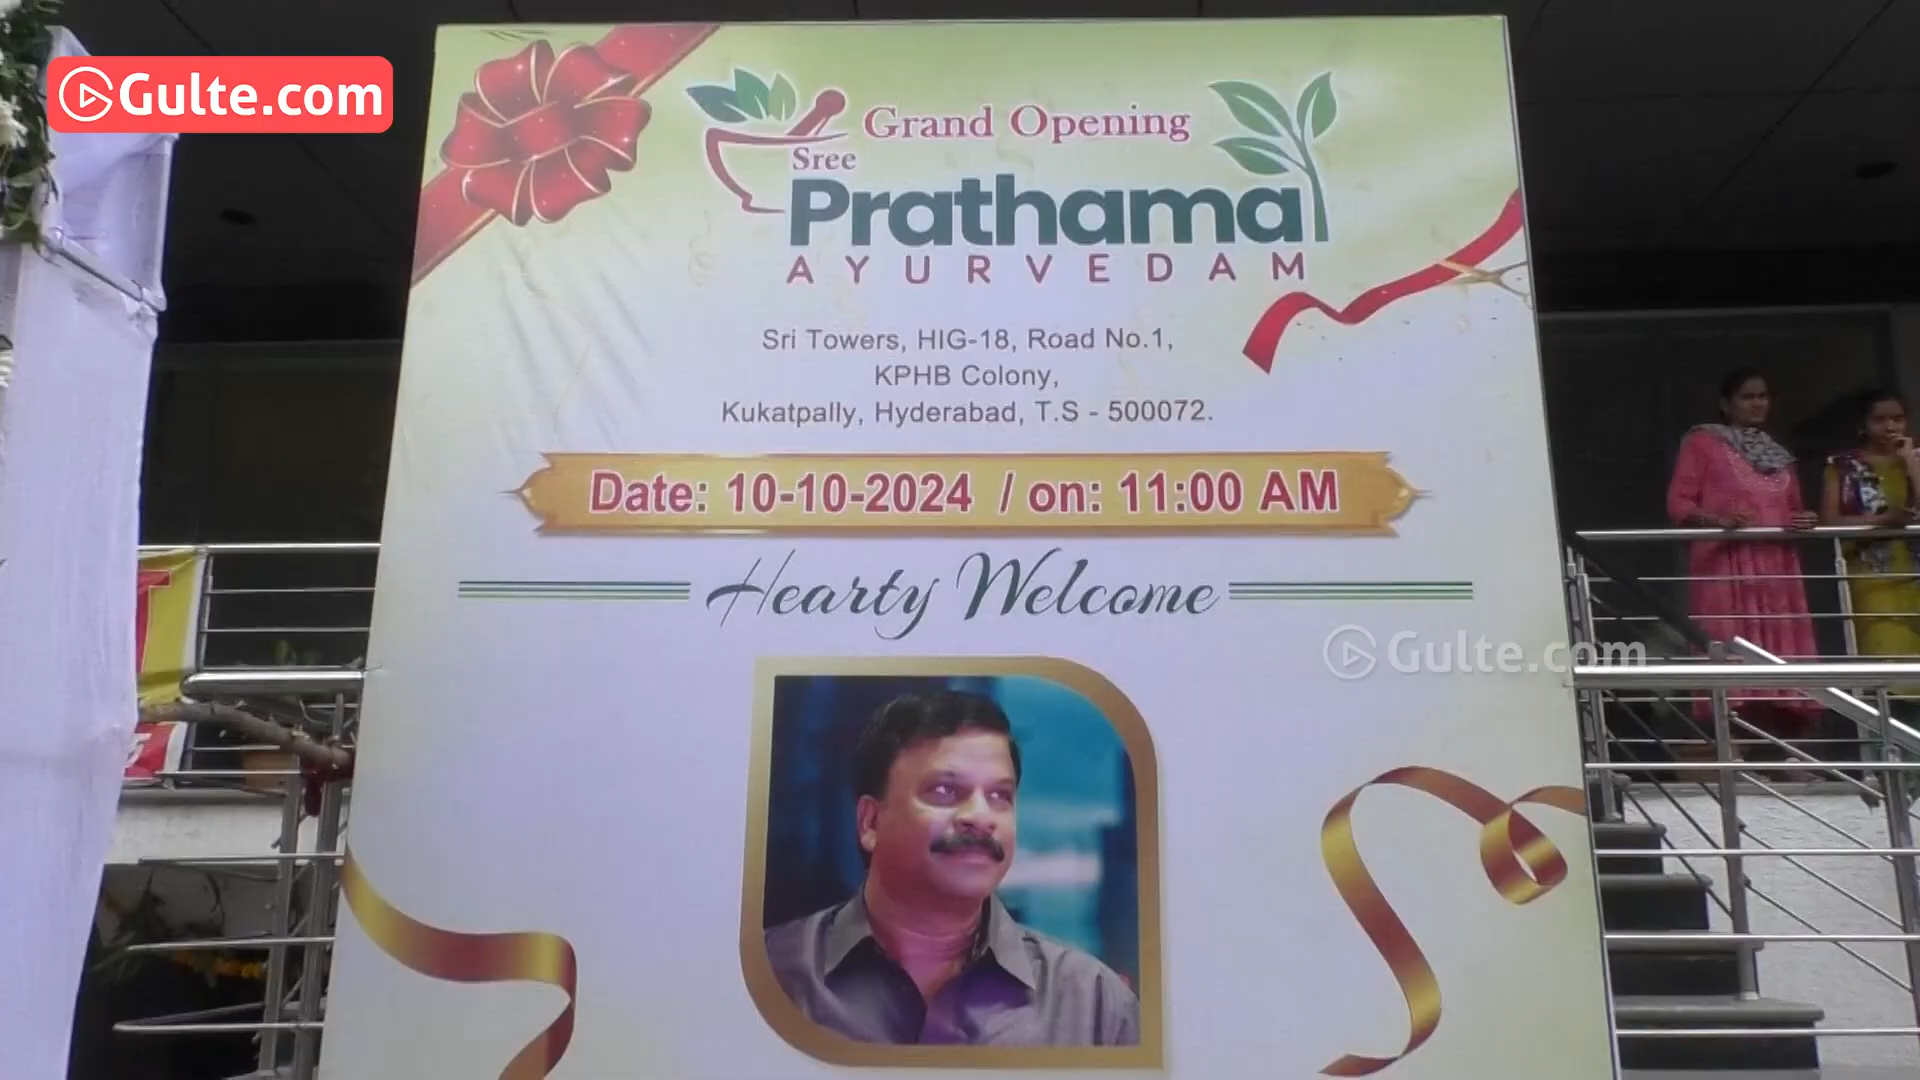 Gulte.com
Grand Opening
Sree
Prathama
AYURVEDAM
Sri Towers, HIG-18, Road No.1,
KPHB Colony,
Kukatpally, Hyderabad, T.S - 500072.
Date: 10-10-2024 / on: 11:00 AM
Hearty Welcome
Gulte.com